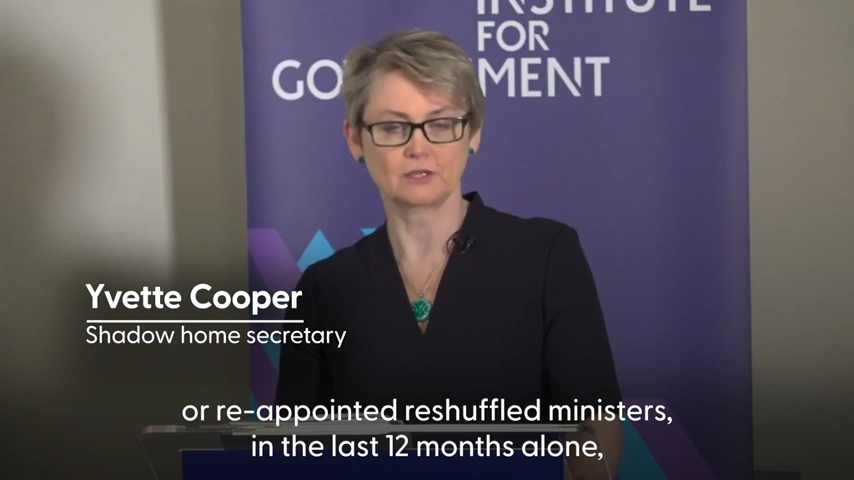 FOR
MENT
Yvette Cooper
Shadow home secretary
or re-appointed reshuffled ministers,
in the last 12 months alone,